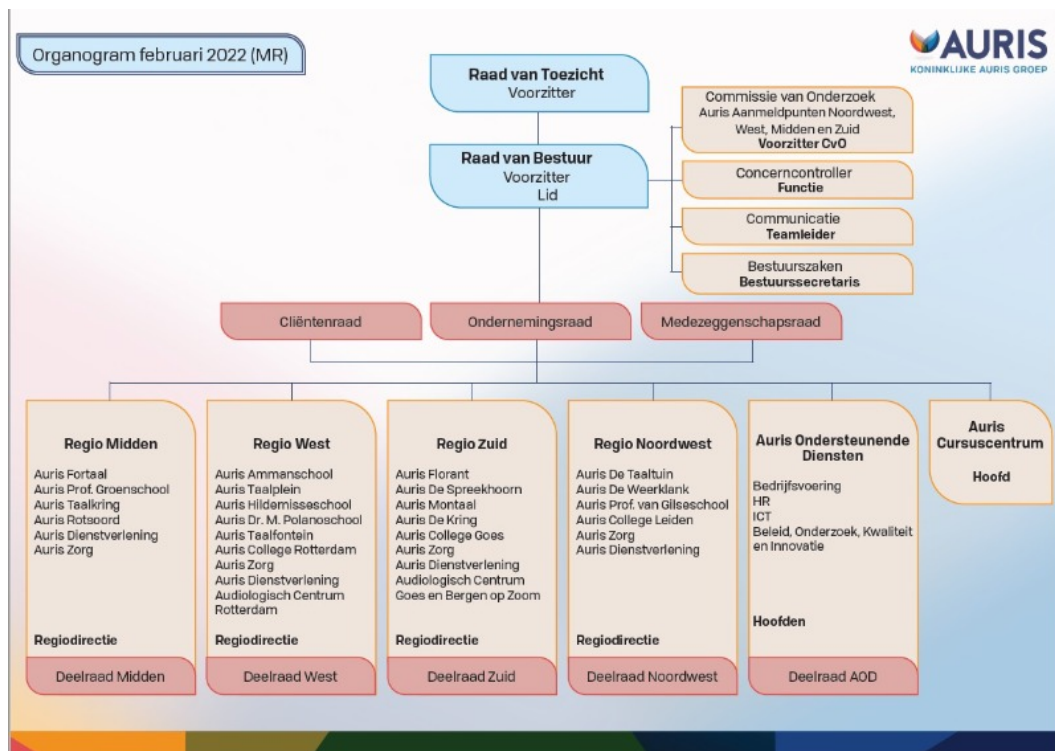 Organogram februari 2022 (MR)
AURIS
KONINKLIJKE AURIS GROEP
Raad van Toezicht
Voorzitter
Raad van Bestuur
Voorzitter
Lid
Commissie van Onderzoek
Auris Aanmeldpunten Noordwest,
West, Midden en Zuid
Voorzitter CvO
Concerncontroller
Functie
Communicatie
Teamleider
Bestuurszaken
Bestuurssecretaris
Cliëntenraad
Ondernemingsraad
Medezeggenschapsraad
Regio Midden
Auris Fortaal
Auris Prof. Groenschool
Auris Taalkring
Auris Rotsoord
Auris Dienstverlening
Auris Zorg
Regiodirectie
Deelraad Midden
Regio West
Auris Ammanschool
Auris Taalplein
Auris Hildernisseschool
Auris Dr. M. Polanoschool
Auris Taalfontein
Auris College Rotterdam
Auris Zorg
Auris Dienstverlening
Audiologisch Centrum
Rotterdam
Regiodirectie
Deelraad West
Regio Zuid
Auris Florant
Auris De Spreekhoorn
Auris Montaal
Auris De Kring
Auris College Goes
Auris Zorg
Auris Dienstverlening
Audiologisch Centrum
Goes en Bergen op Zoom
Regiodirectie
Deelraad Zuid
Regio Noordwest
Auris De Taaltuin
Auris De Weerklank
Auris Prof. van Gilseschool
Auris College Leiden
Auris Zorg
Auris Dienstverlening
Regiodirectie
Deelraad Noordwest
Auris Ondersteunende
Diensten
Bedrijfsvoering
HR
ICT
Beleid, Onderzoek, Kwaliteit
en Innovatie
Hoofden
Deelraad AOD
Auris
Cursuscentrum
Hoofd